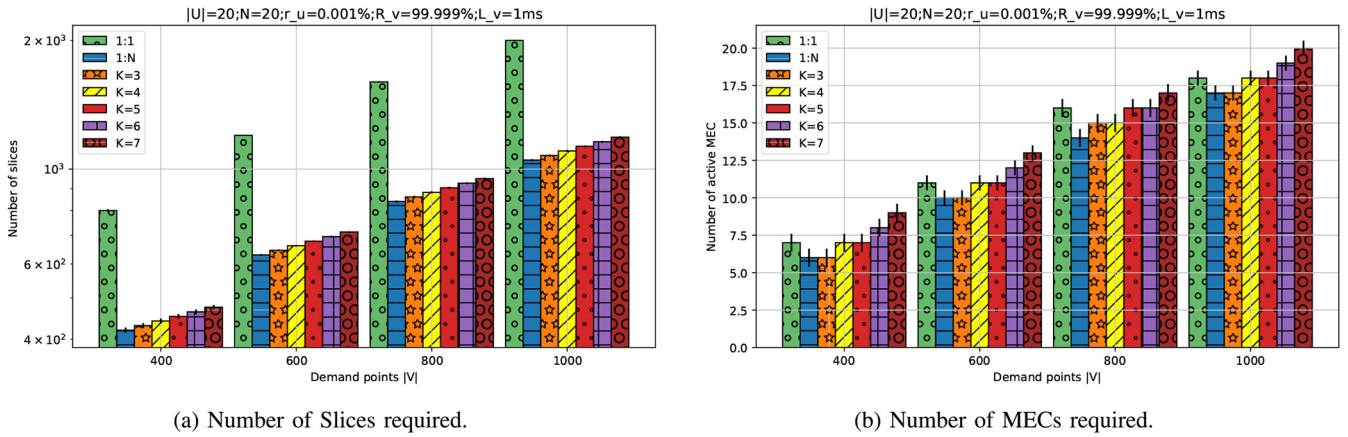 |U|=20;N=20;r_u=0.001%;R_v=99.999%;L_v=1ms
Number of slices
2 × 10³
10³
6 × 10²
4 × 10²
1:1
1:N
K=3
K=4
K=5
K=6
K=7
400
600
800
1000
Demand points |V|
(a) Number of Slices required.
|U|=20;N=20;r_u=0.001%;R_v=99.999%;L_v=1ms
Number of active MEC
20.0
17.5
15.0
12.5
10.0
7.5
5.0
2.5
0.0
1:1
1:N
K=3
K=4
K=5
K=6
K=7
400
600
800
1000
Demand points |V|
(b) Number of MECs required.